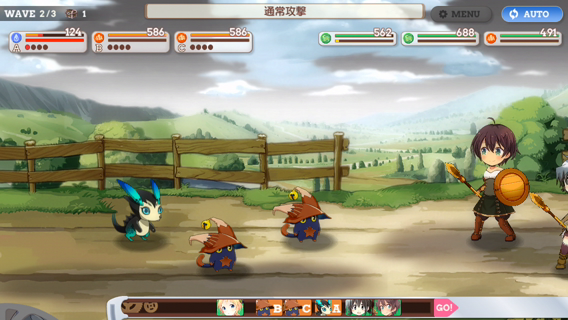 WAVE 2/3 1
通常攻撃
MENU
AUTO
124
A
586
B
586
C
562
688
491
B C A GO!